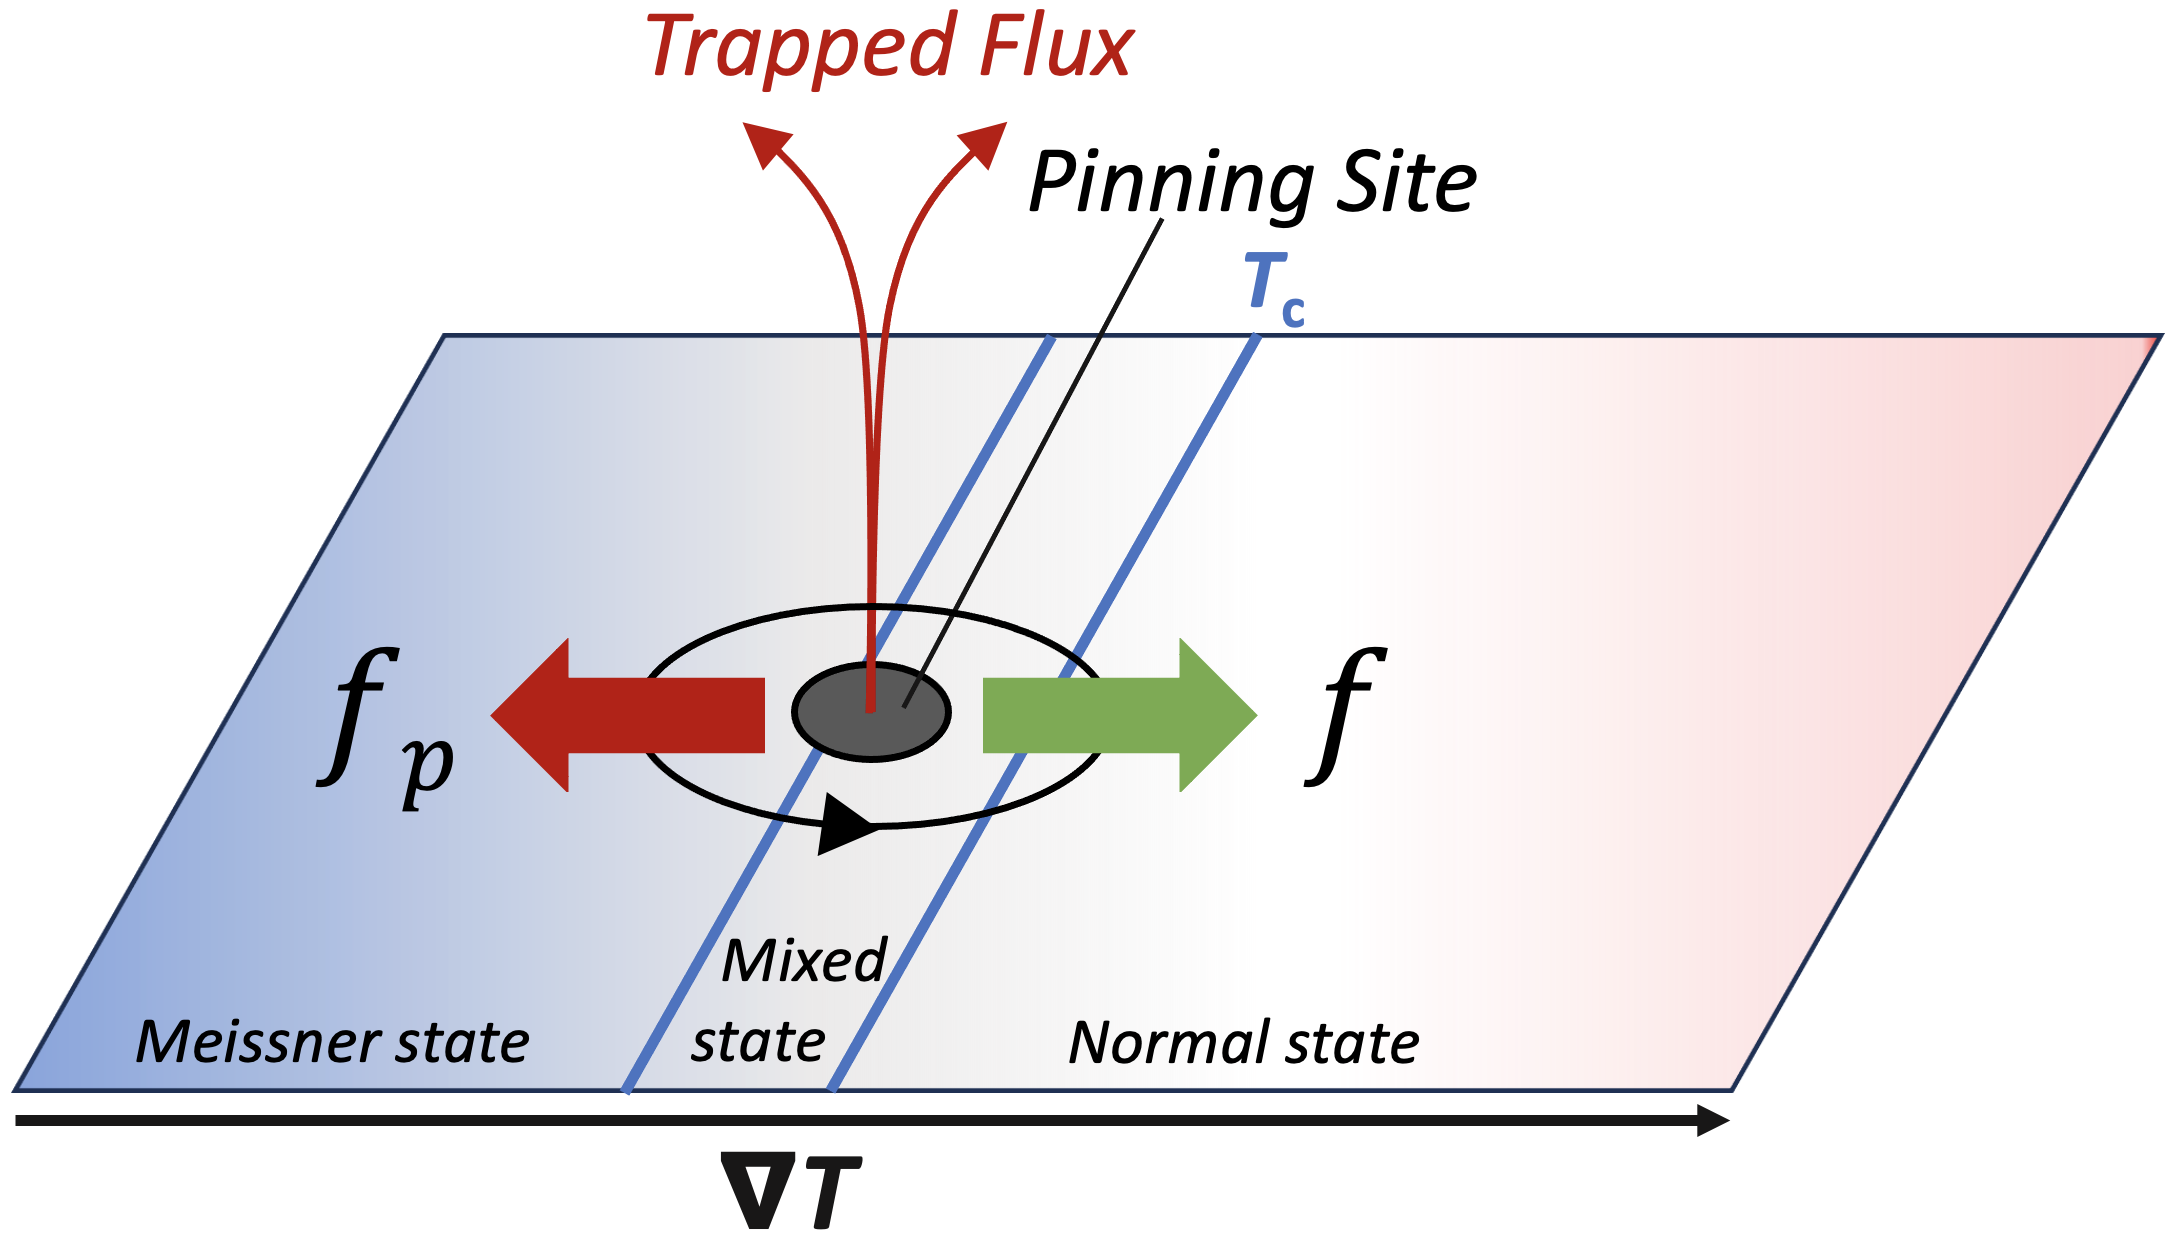 Trapped Flux
Pinning Site
Tc
fp
f
Mixed
state
Meissner state
Normal state
∇T